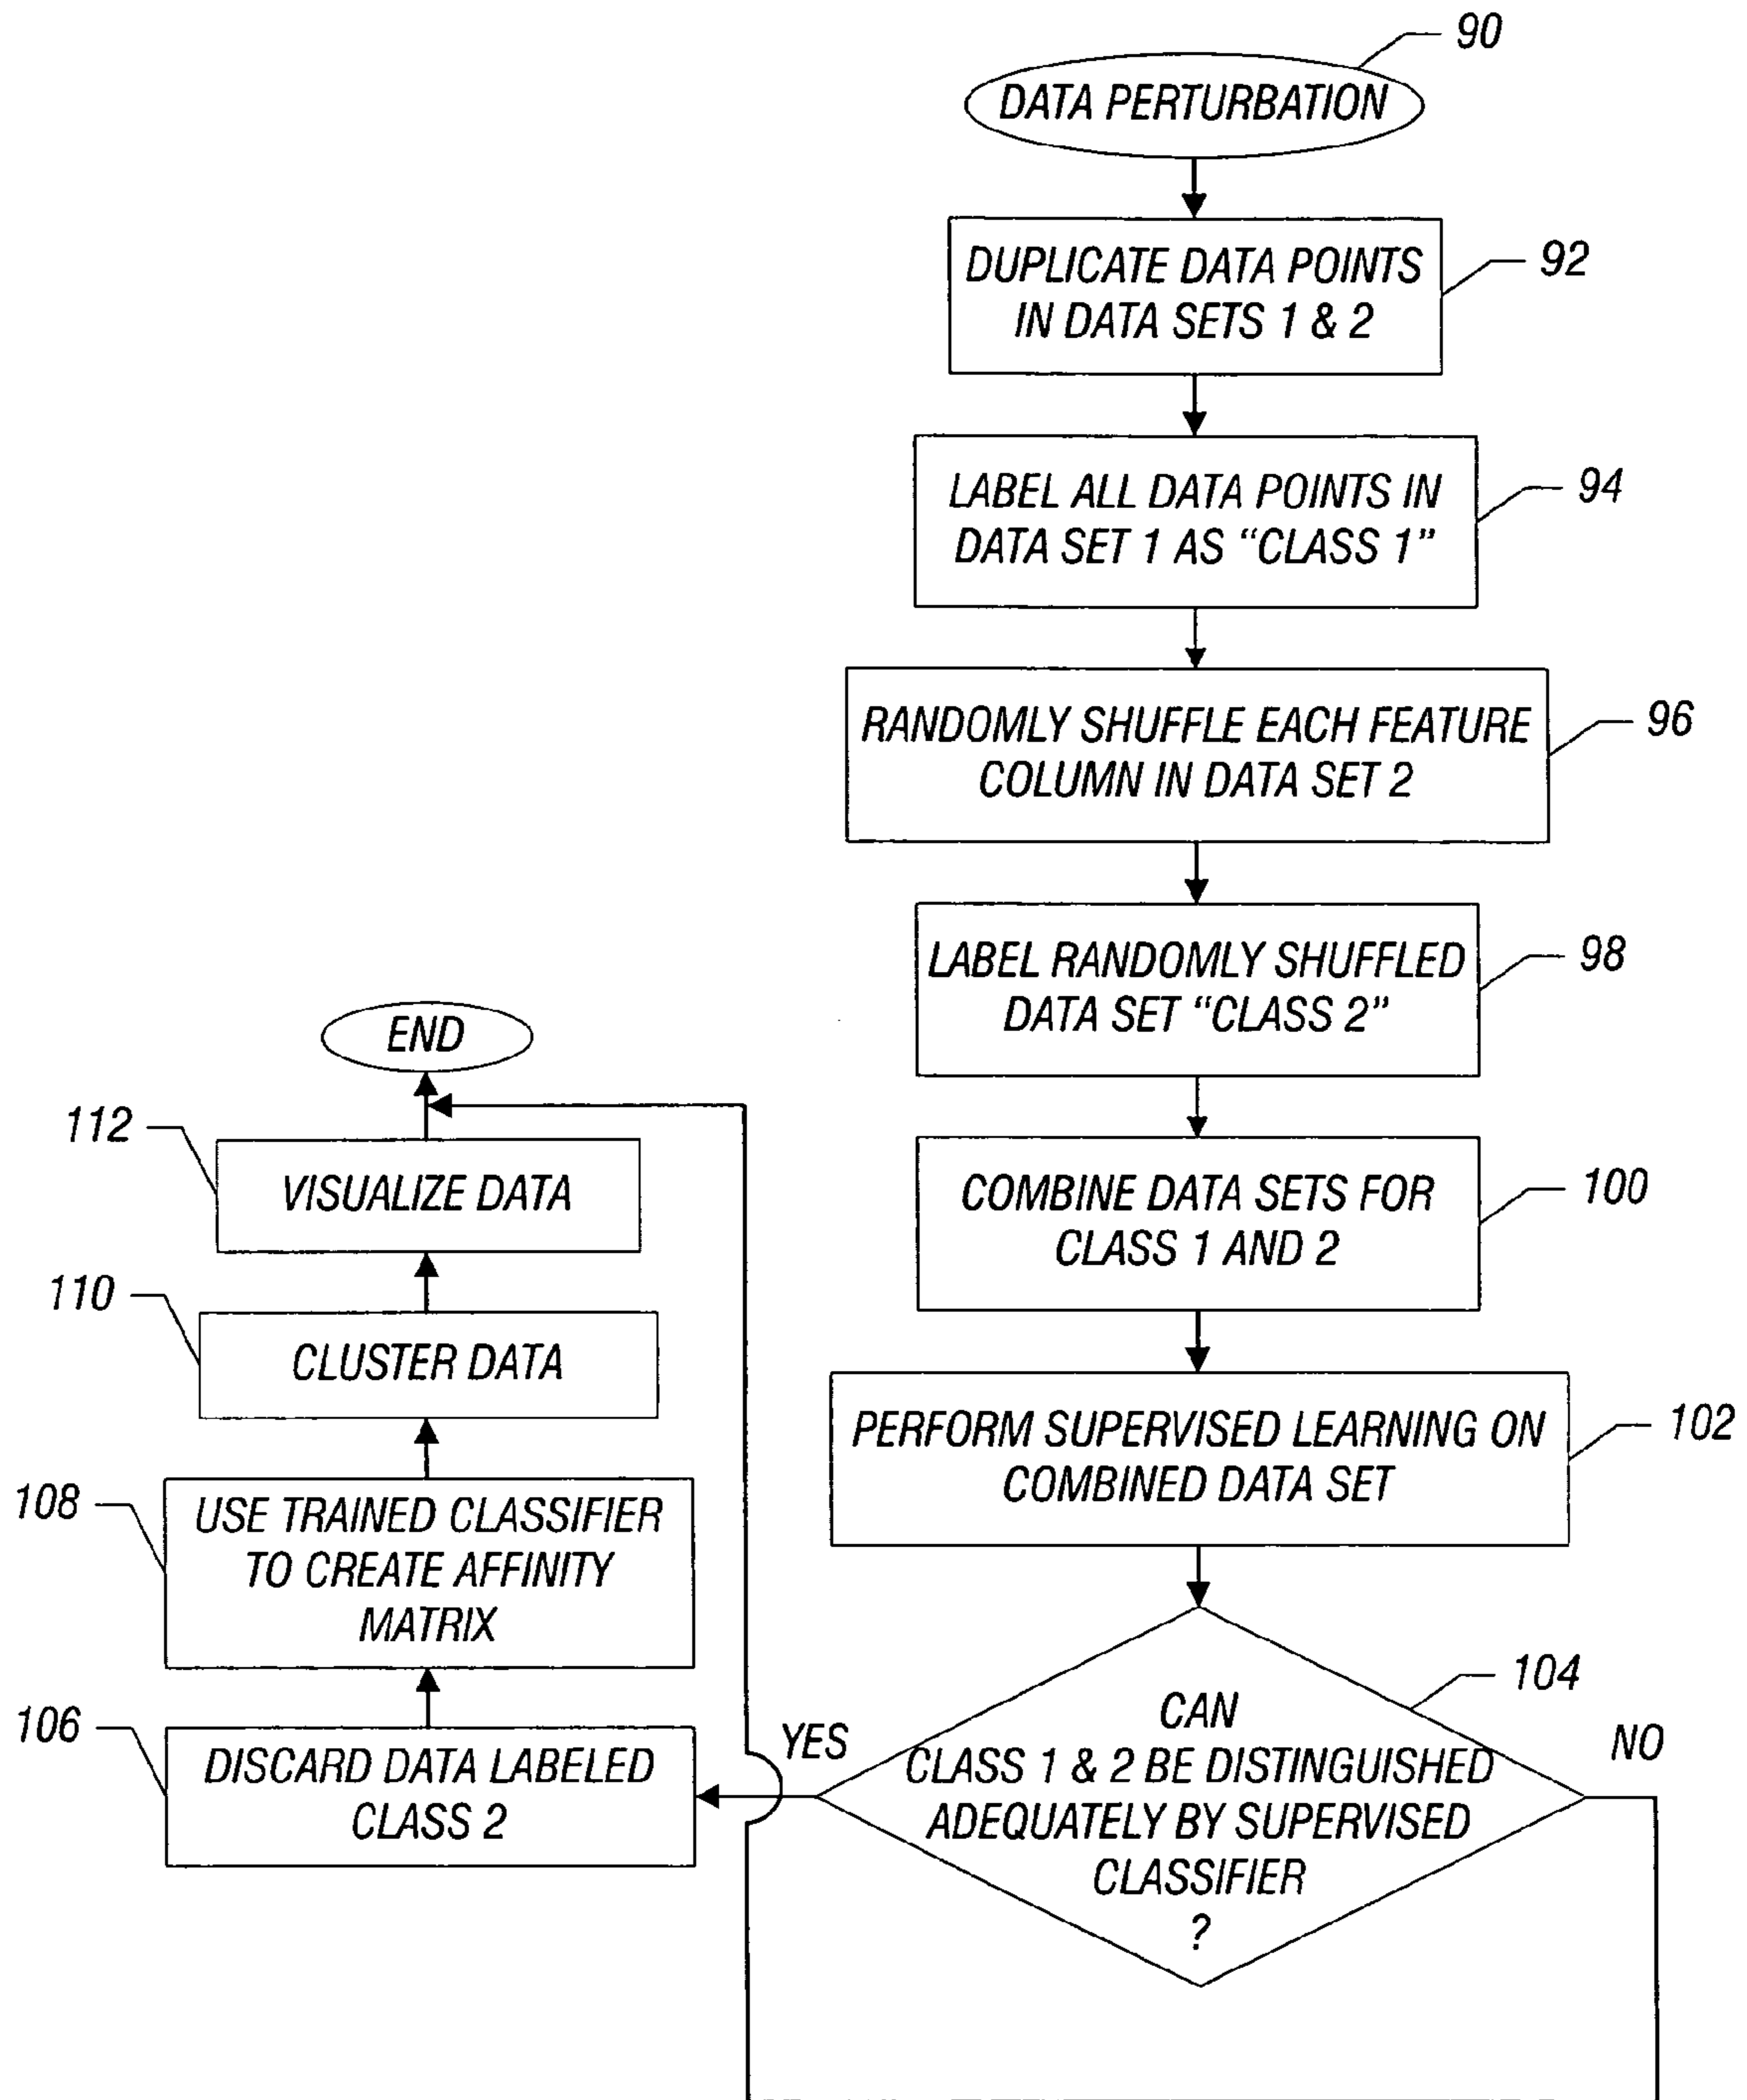 90
DATA PERTURBATION
DUPLICATE DATA POINTS
IN DATA SETS 1 & 2
92
LABEL ALL DATA POINTS IN
DATA SET 1 AS “CLASS 1”
94
RANDOMLY SHUFFLE EACH FEATURE
COLUMN IN DATA SET 2
96
LABEL RANDOMLY SHUFFLED
DATA SET “CLASS 2”
98
COMBINE DATA SETS FOR
CLASS 1 AND 2
100
PERFORM SUPERVISED LEARNING ON
COMBINED DATA SET
102
CAN
CLASS 1 & 2 BE DISTINGUISHED
ADEQUATELY BY SUPERVISED
CLASSIFIER
?
104
YES
NO
DISCARD DATA LABELED
CLASS 2
106
USE TRAINED CLASSIFIER
TO CREATE AFFINITY
MATRIX
108
CLUSTER DATA
110
VISUALIZE DATA
112
END